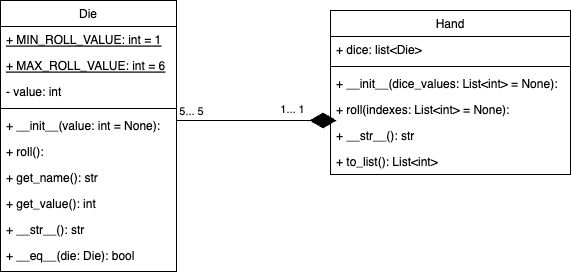 Die
+ MIN_ROLL_VALUE: int = 1
+ MAX_ROLL_VALUE: int = 6
- value: int
+ __init__(value: int = None):
+ roll():
+ get_name(): str
+ get_value(): int
+ __str__(): str
+ __eq__(die: Die): bool
5... 5
1... 1
Hand
+ dice: list<Die>
+ __init__(dice_values: List<int> = None):
+ roll(indexes: List<int> = None):
+ __str__(): str
+ to_list(): List<int>